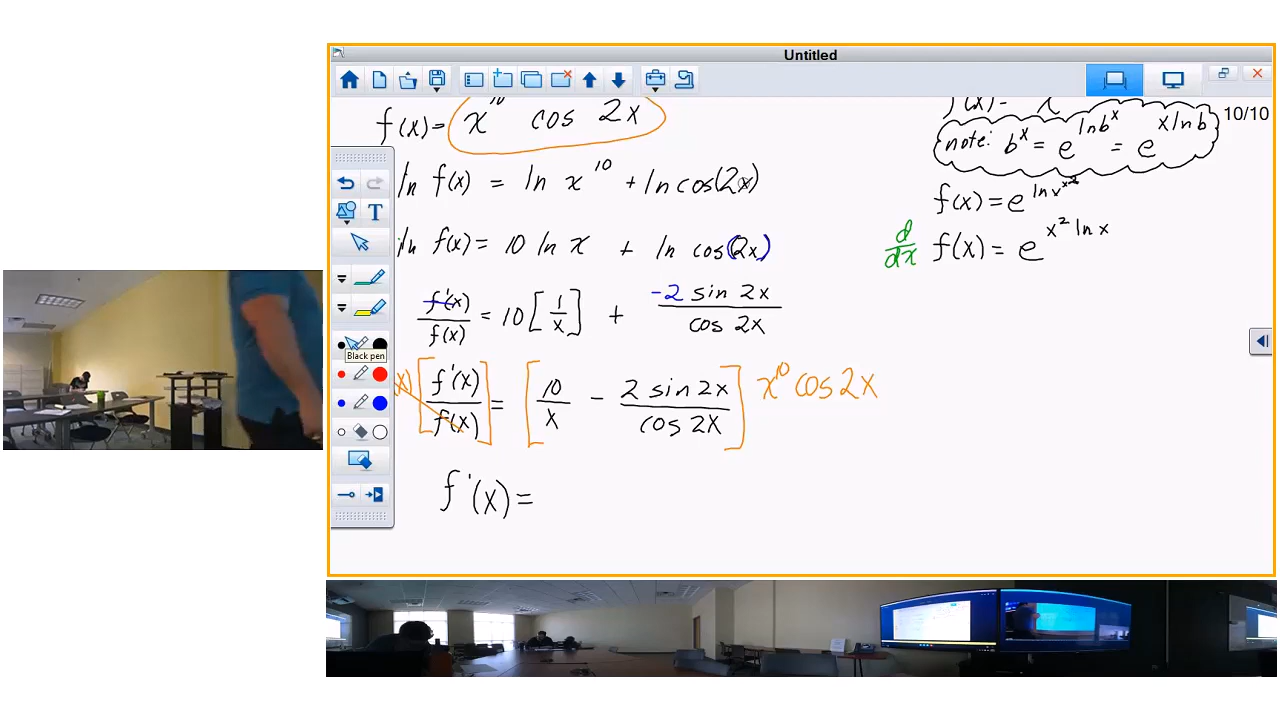 Untitled
10/10
f(x) = x^10 cos 2x
ln f(x) = ln x^10 + ln cos(2x)
ln f(x) = 10 ln x + ln cos(2x)
f'(x)/f(x) = 10 [1/x] + -2 sin 2x/cos 2x
[f'(x)/f(x)] = [10/x - 2 sin 2x/cos 2x] x^10 cos 2x
f'(x) =
note: b^x = e^ln b^x = e^x ln b
f(x) = e^ln x^x^2
d/dx f(x) = e^x^2 ln x
T
Black pen